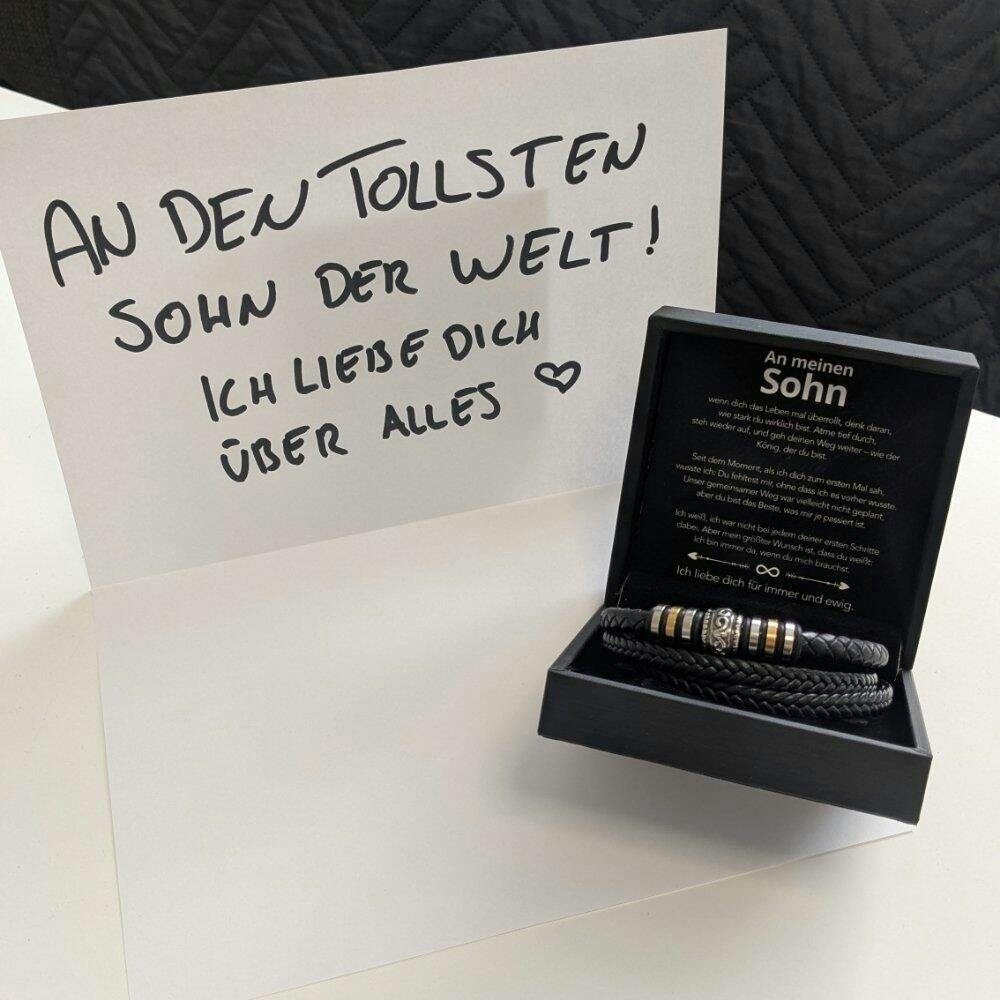 AN DEN TOLLSTEN
SOHN DER WELT!
ICH LIEBE DICH
ÜBER ALLES ♡
An meinen
Sohn
wenn dich das Leben mal überrollt, denk daran,
wie stark du wirklich bist. Atme tief durch,
steh wieder auf, und geh deinen Weg weiter – wie der
König, der du bist.
Seit dem Moment, als ich dich zum ersten Mal sah,
wusste ich: Du fehltest mir, ohne dass ich es vorher wusste.
Unser gemeinsamer Weg war vielleicht nicht geplant,
aber du bist das Beste, was mir je passiert ist.
Ich weiß, ich war nicht bei jedem deiner ersten Schritte
dabei. Aber mein größter Wunsch ist, dass du weißt:
Ich bin immer da, wenn du mich brauchst.
Ich liebe dich für immer und ewig.